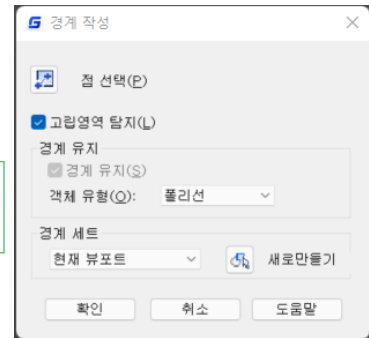 경계 작성
점 선택(P)
고립영역 탐지(L)
경계 유지
경계 유지(S)
객체 유형(O): 폴리선
경계 세트
현재 뷰포트 새로만들기
확인 취소 도움말